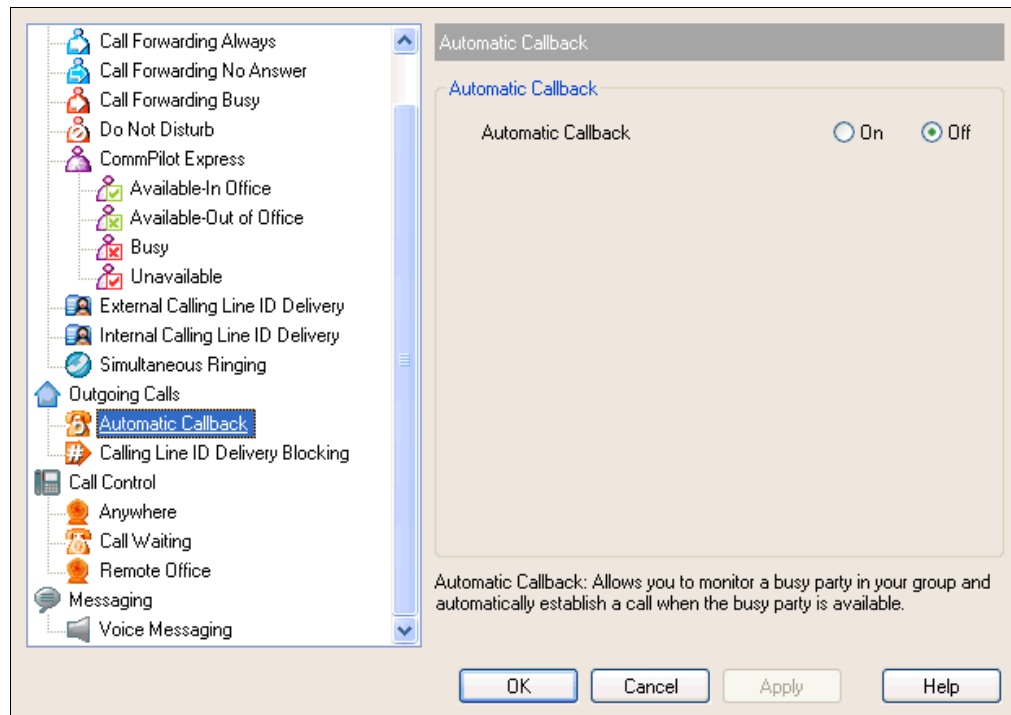 Call Forwarding Always
Call Forwarding No Answer
Call Forwarding Busy
Do Not Disturb
CommPilot Express
Available-In Office
Available-Out of Office
Busy
Unavailable
External Calling Line ID Delivery
Internal Calling Line ID Delivery
Simultaneous Ringing
Outgoing Calls
Automatic Callback
Calling Line ID Delivery Blocking
Call Control
Anywhere
Call Waiting
Remote Office
Messaging
Voice Messaging
Automatic Callback
Automatic Callback
Automatic Callback On Off
Automatic Callback: Allows you to monitor a busy party in your group and
automatically establish a call when the busy party is available.
OK Cancel Apply Help